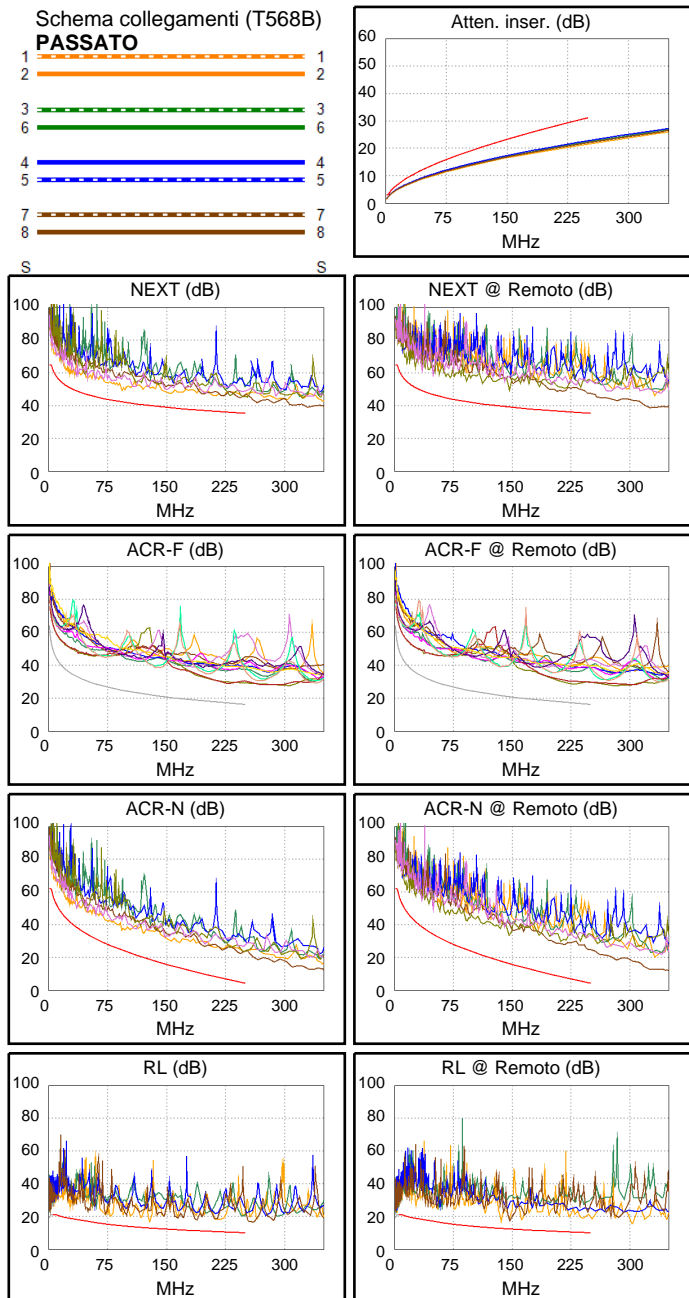 Schema collegamenti (T568B)
PASSATO
1 1
2 2
3 3
6 6
4 4
5 5
7 7
8 8
S S
Atten. inser. (dB)
60
50
40
30
20
10
0
0 75 150 225 300
MHz
NEXT (dB)
100
80
60
40
20
0
0 75 150 225 300
MHz
NEXT @ Remoto (dB)
100
80
60
40
20
0
0 75 150 225 300
MHz
ACR-F (dB)
100
80
60
40
20
0
0 75 150 225 300
MHz
ACR-F @ Remoto (dB)
100
80
60
40
20
0
0 75 150 225 300
MHz
ACR-N (dB)
100
80
60
40
20
0
0 75 150 225 300
MHz
ACR-N @ Remoto (dB)
100
80
60
40
20
0
0 75 150 225 300
MHz
RL (dB)
100
80
60
40
20
0
0 75 150 225 300
MHz
RL @ Remoto (dB)
100
80
60
40
20
0
0 75 150 225 300
MHz